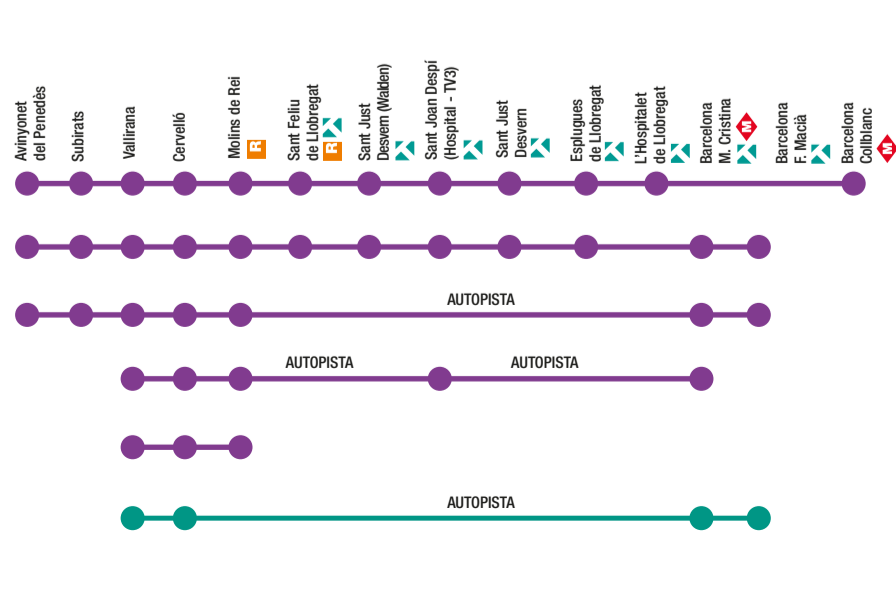 Avinyonet
del Penedès
Subirats
Vallirana
Cervelló
Molins de Rei
R
Sant Feliu
de Llobregat
R
Sant Just
Desvern (Walden)
Sant Joan Despí
(Hospital - TV3)
Sant Just
Desvern
Esplugues
de Llobregat
L'Hospitalet
de Llobregat
Barcelona
M. Cristina
M
Barcelona
F. Macià
Barcelona
Collblanc
M
AUTOPISTA
AUTOPISTA
AUTOPISTA
AUTOPISTA